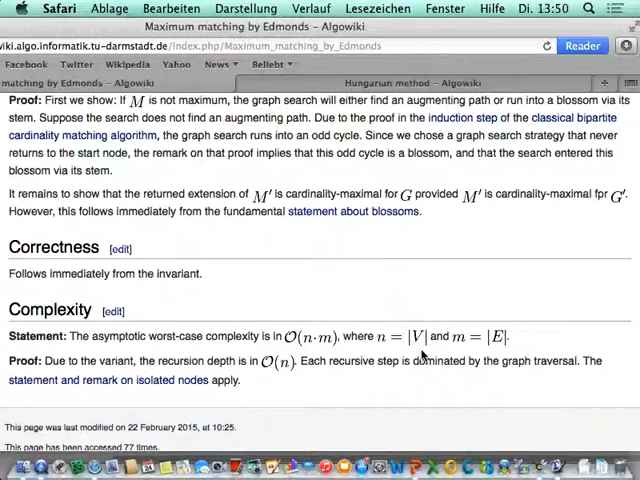 Safari Ablage Bearbeiten Darstellung Verlauf Lesezeichen Fenster Hilfe Di. 13:50
Maximum matching by Edmonds – Algowiki
wiki.algo.informatik.tu-darmstadt.de/index.php/Maximum_matching_by_Edmonds Reader
Facebook Twitter Wikipedia Yahoo News Beliebt
matching by Edmonds – Algowiki Hungarian method – Algowiki +
Proof: First we show: If M is not maximum, the graph search will either find an augmenting path or run into a blossom via its
stem. Suppose the search does not find an augmenting path. Due to the proof in the induction step of the classical bipartite
cardinality matching algorithm, the graph search runs into an odd cycle. Since we chose a graph search strategy that never
returns to the start node, the remark on that proof implies that this odd cycle is a blossom, and that the search entered this
blossom via its stem.
It remains to show that the returned extension of M′ is cardinality-maximal for G provided M′ is cardinality-maximal fpr G′.
However, this follows immediately from the fundamental statement about blossoms.
Correctness [edit]
Follows immediately from the invariant.
Complexity [edit]
Statement: The asymptotic worst-case complexity is in O(n·m), where n = |V| and m = |E|.
Proof: Due to the variant, the recursion depth is in O(n). Each recursive step is dominated by the graph traversal. The
statement and remark on isolated nodes apply.
This page was last modified on 22 February 2015, at 10:25.
This page has been accessed 77 times.